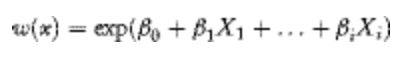 w(x) = exp(β₀ + β₁X₁ + … + βᵢXᵢ)